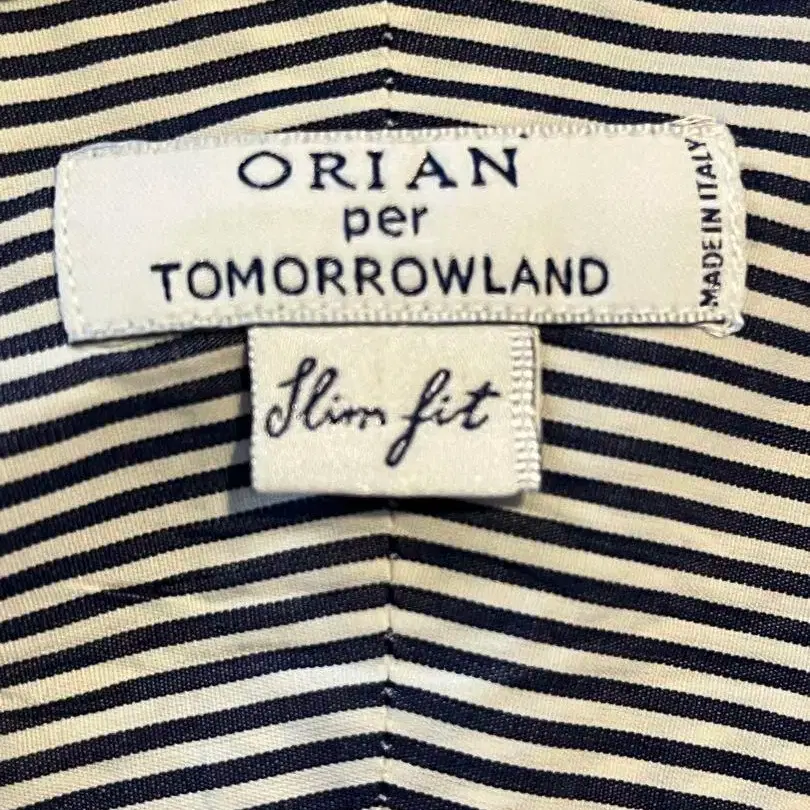 ORIAN
per
TOMORROWLAND
MADE IN ITALY
Slim fit